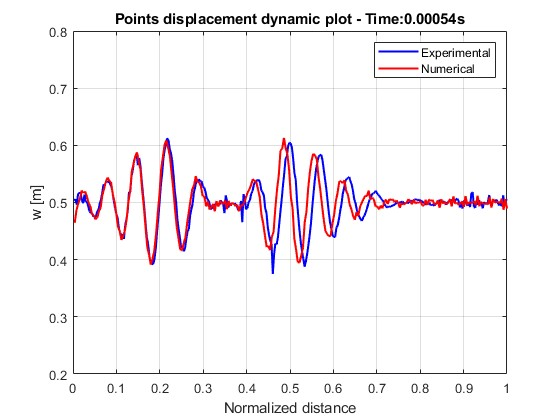 Points displacement dynamic plot - Time:0.00054s
0.8
0.7
0.6
0.5
0.4
0.3
0.2
w [m]
Experimental
Numerical
0 0.1 0.2 0.3 0.4 0.5 0.6 0.7 0.8 0.9 1
Normalized distance